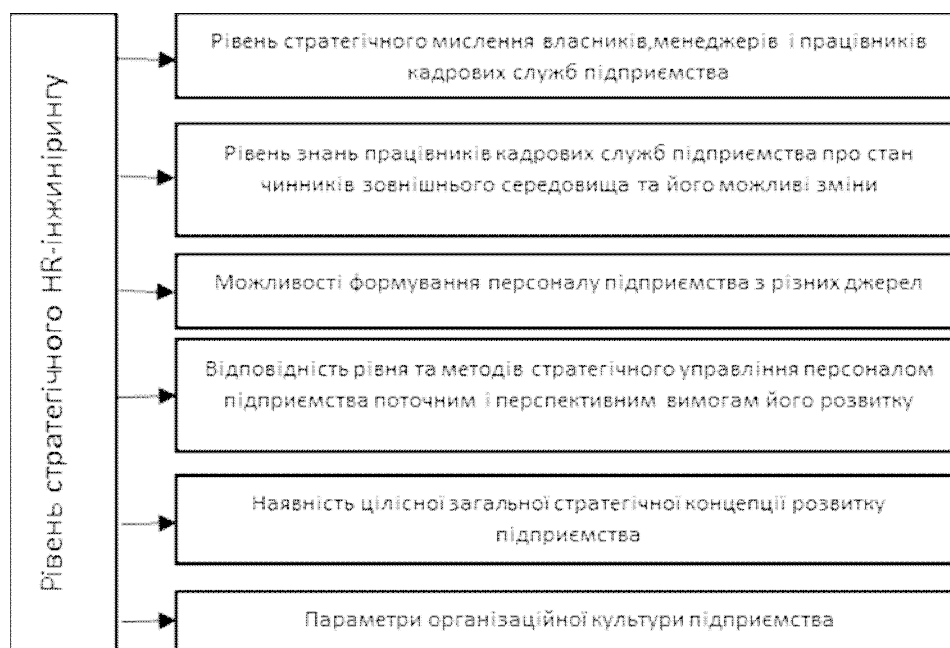 Рівень стратегічного HR-інжинірингу
Рівень стратегічного мислення власників,менеджерів і працівників
кадрових служб підприємства
Рівень знань працівників кадрових служб підприємства про стан
чинників зовнішнього середовища та його можливі зміни
Можливості формування персоналу підприємства з різних джерел
Відповідність рівня та методів стратегічного управління персоналом
підприємства поточним і перспективним вимогам його розвитку
Наявність цілісної загальної стратегічної концепції розвитку
підприємства
Параметри організаційної культури підприємства